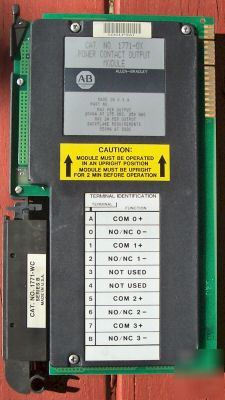 CAT. NO. 1771-OX
POWER CONTACT OUTPUT
MODULE
AB
ALLEN-BRADLEY
MADE IN U.S.A.
CAUTION:
MODULE MUST BE OPERATED
IN AN UPRIGHT POSITION
MODULE MUST BE UPRIGHT
FOR 2 MIN BEFORE OPERATION
TERMINAL IDENTIFICATION
TERMINAL FUNCTION
A COM 0+
0 NO/NC 0-
1 COM 1+
2 NO/NC 1-
3 NOT USED
4 NOT USED
5 COM 2+
6 NO/NC 2-
7 COM 3+
B NO/NC 3-
CAT. NO. 1771-WC
SERIES B
MADE IN U.S.A.